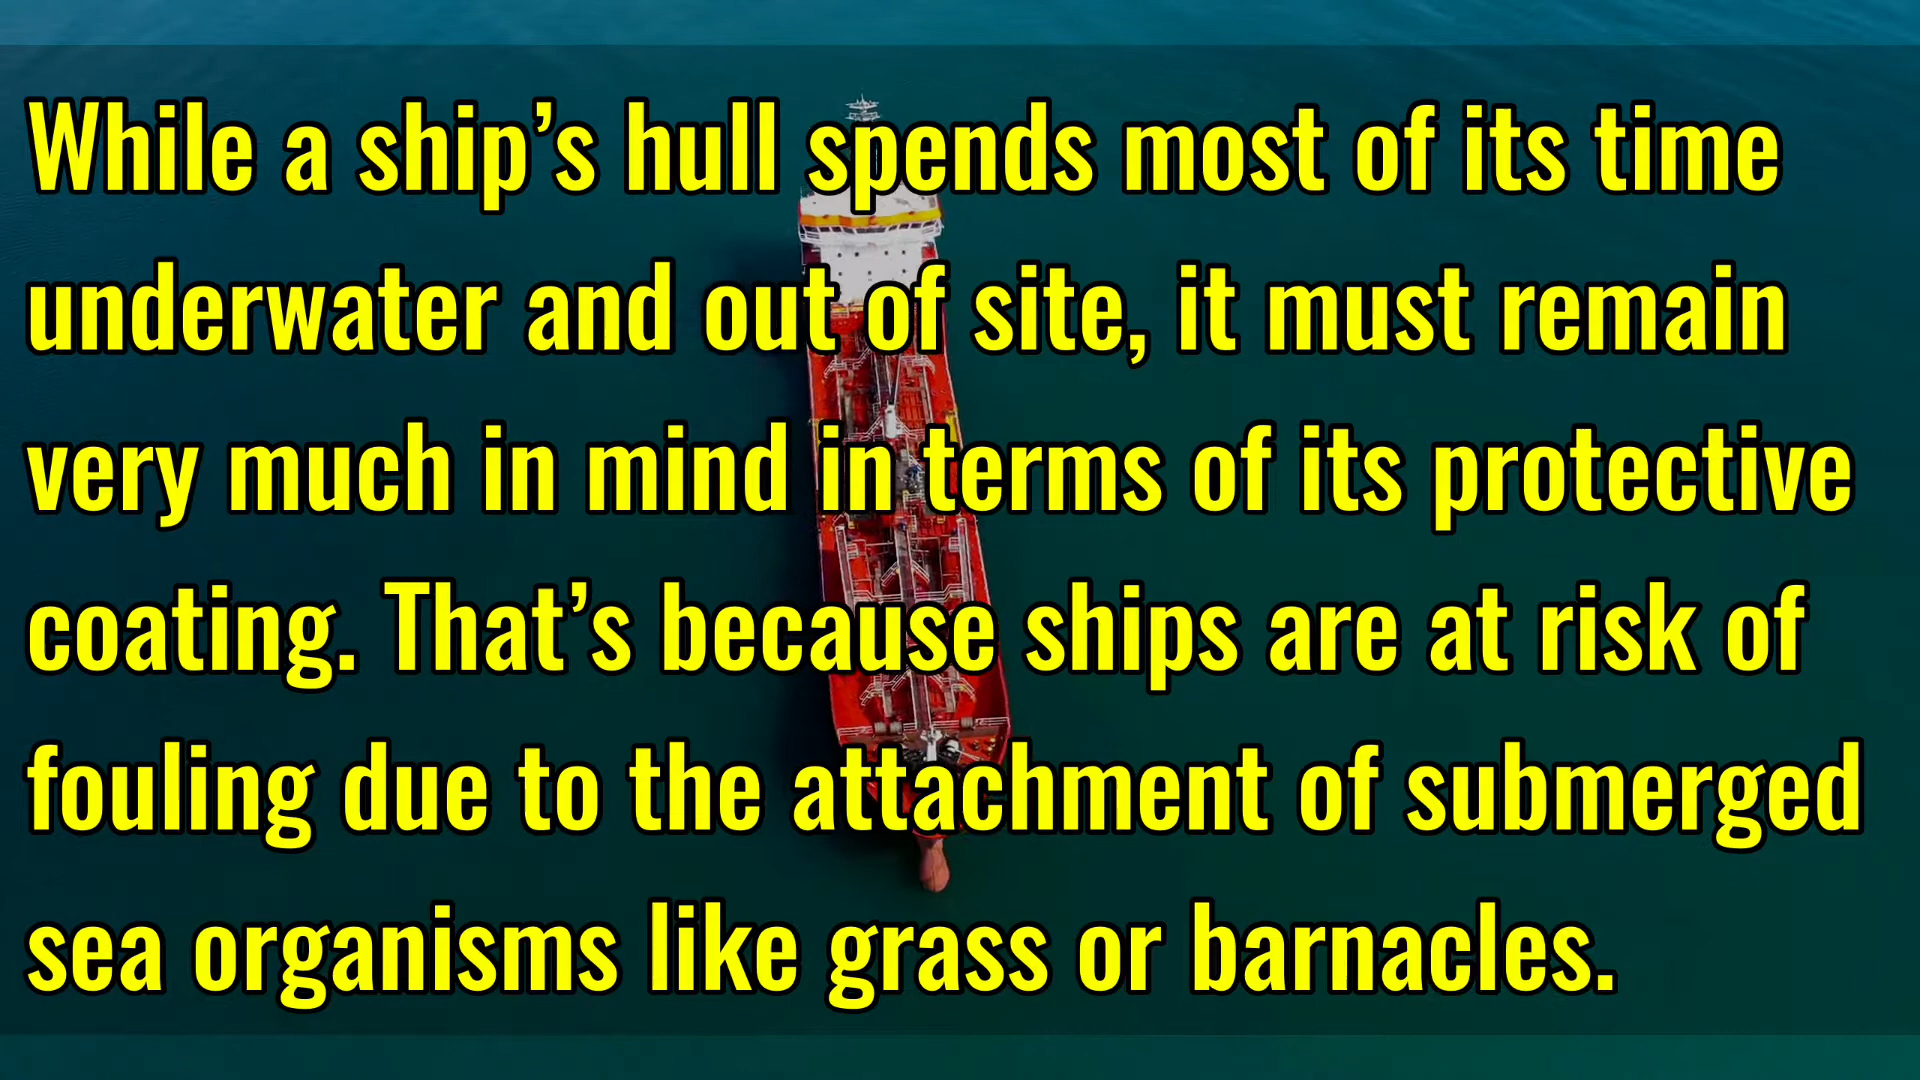 While a ship’s hull spends most of its time
underwater and out of site, it must remain
very much in mind in terms of its protective
coating. That’s because ships are at risk of
fouling due to the attachment of submerged
sea organisms like grass or barnacles.